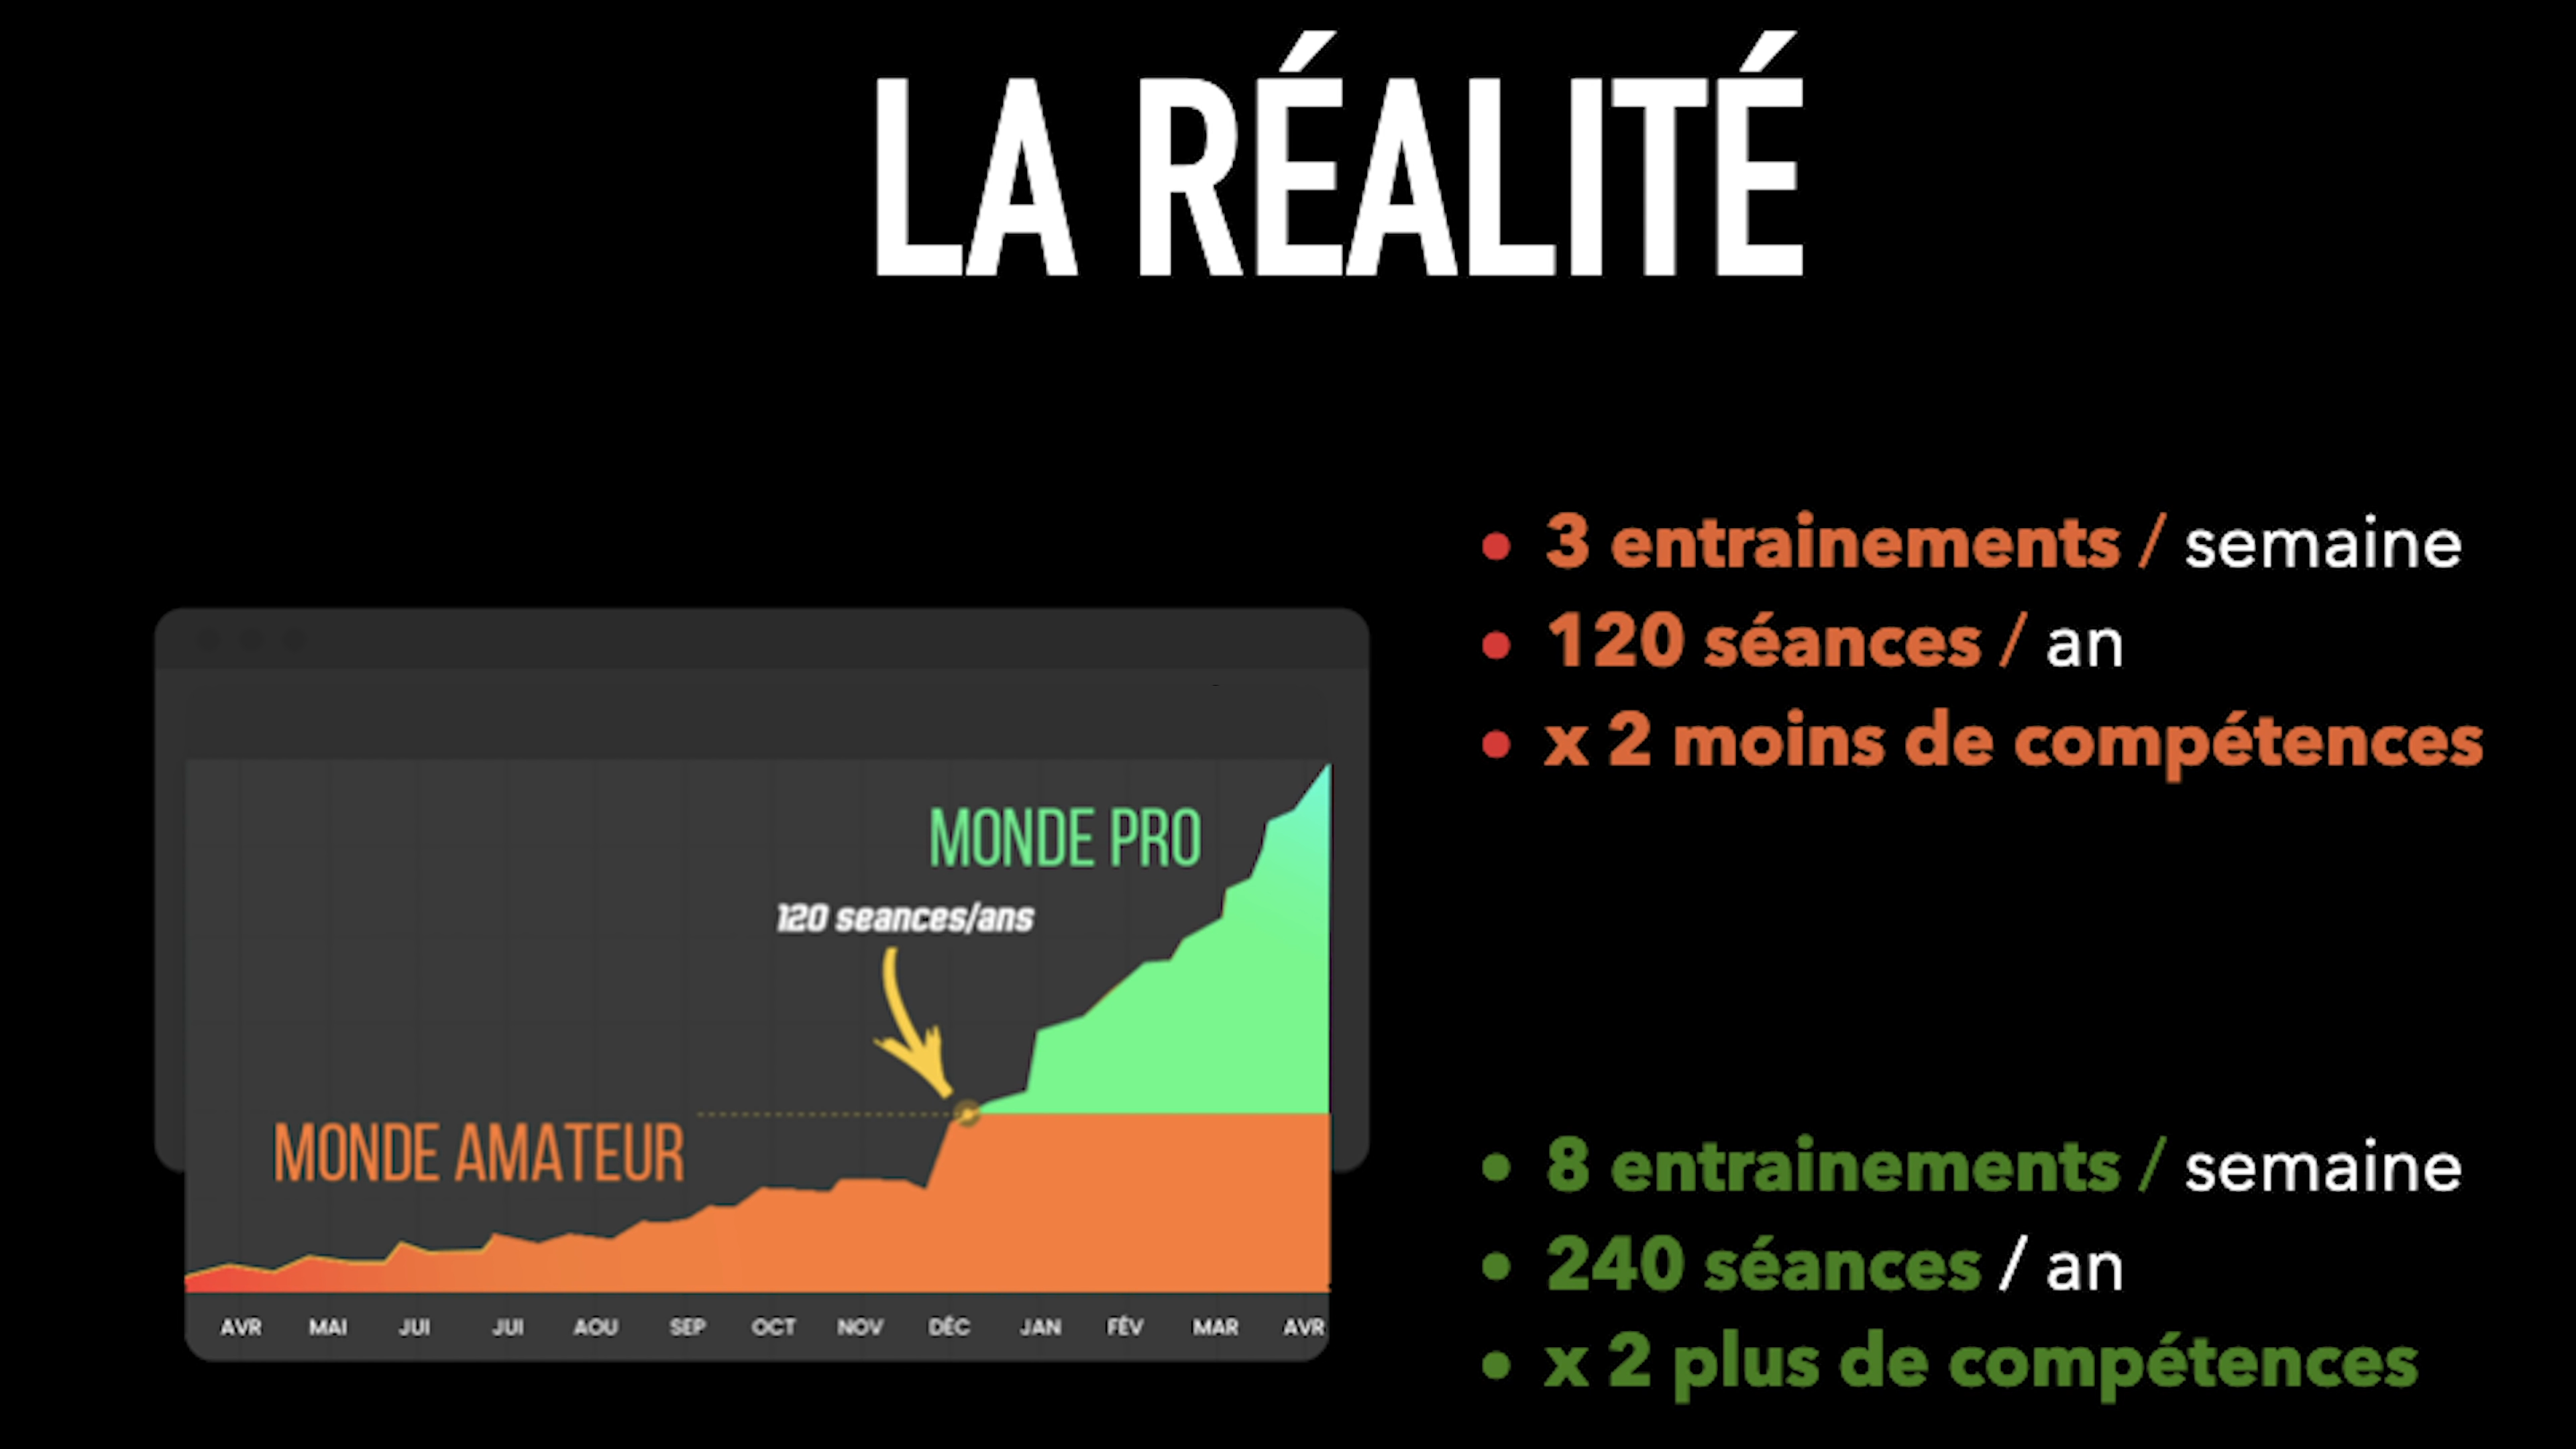 LA RÉALITÉ
• 3 entrainements / semaine
• 120 séances / an
• x 2 moins de compétences
MONDE PRO
120 seances/ans
MONDE AMATEUR
AVR MAI JUI JUI AOU SEP OCT NOV DÉC JAN FÉV MAR AVR
• 8 entrainements / semaine
• 240 séances / an
• x 2 plus de compétences